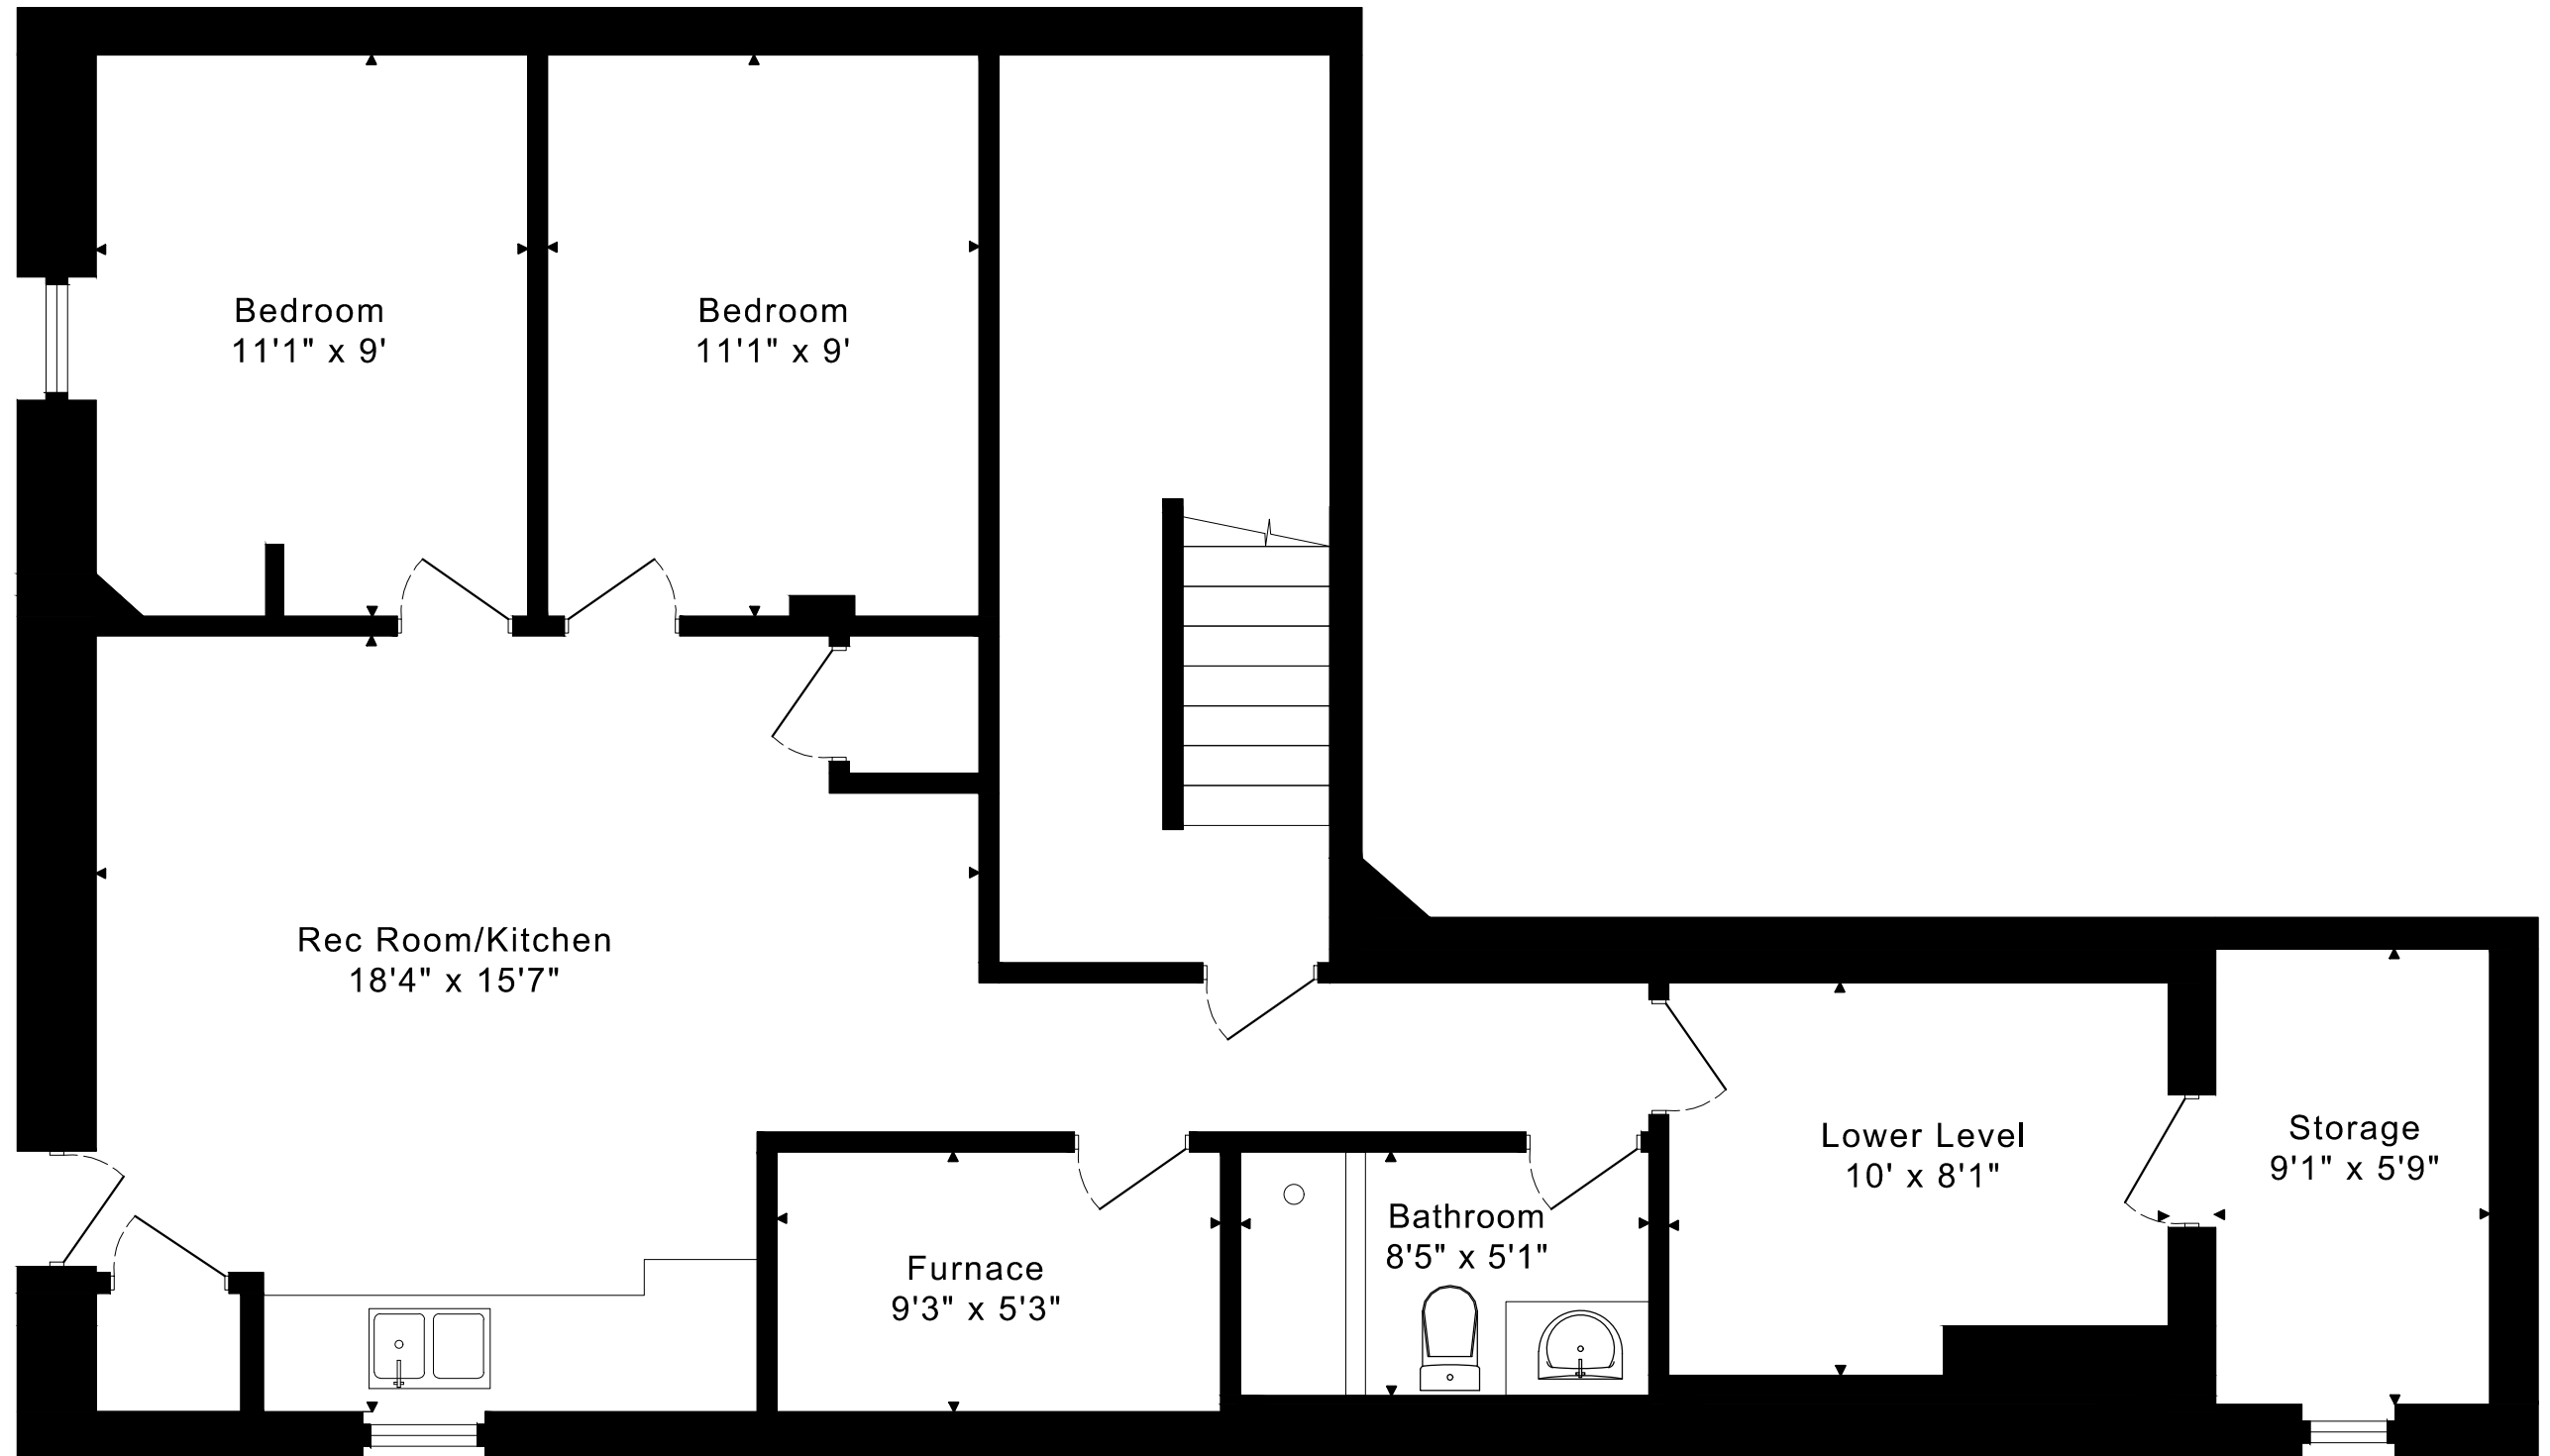 Bedroom
11'1" x 9'
Bedroom
11'1" x 9'
Rec Room/Kitchen
18'4" x 15'7"
Lower Level
10' x 8'1"
Storage
9'1" x 5'9"
Bathroom
8'5" x 5'1"
Furnace
9'3" x 5'3"